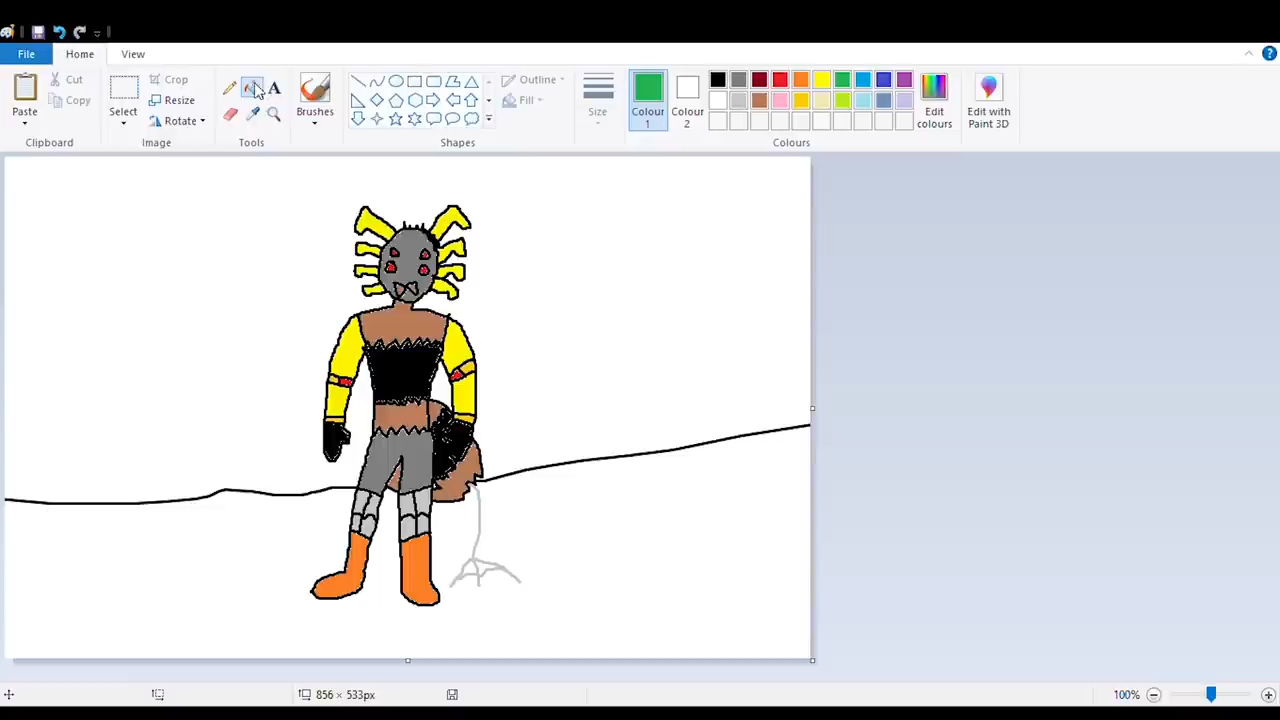 File Home View
Cut
Copy
Paste
Clipboard
Select
Crop
Resize
Rotate
Image
A
Tools
Brushes
Shapes
Outline
Fill
Size
Colour
1
Colour
2
Edit
colours
Colours
Edit with
Paint 3D
?
856 × 533px
100%